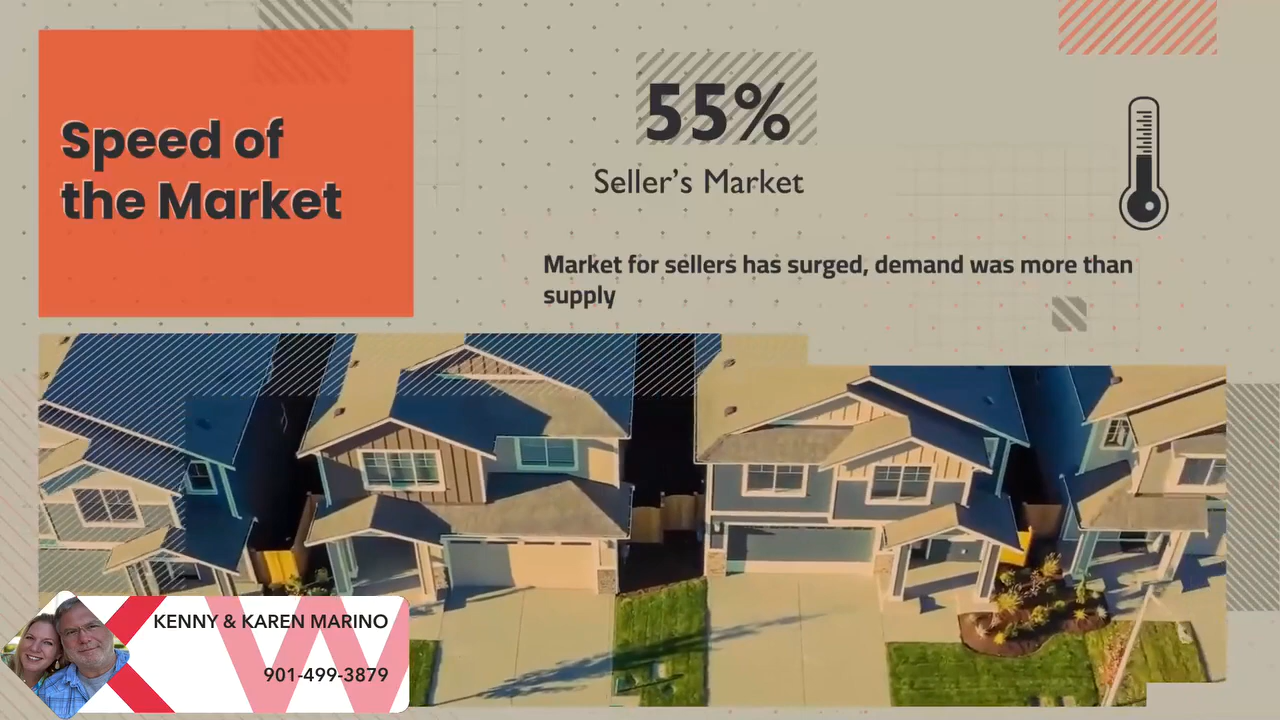 Speed of
the Market
55%
Seller's Market
Market for sellers has surged, demand was more than
supply
KENNY & KAREN MARINO
901-499-3879